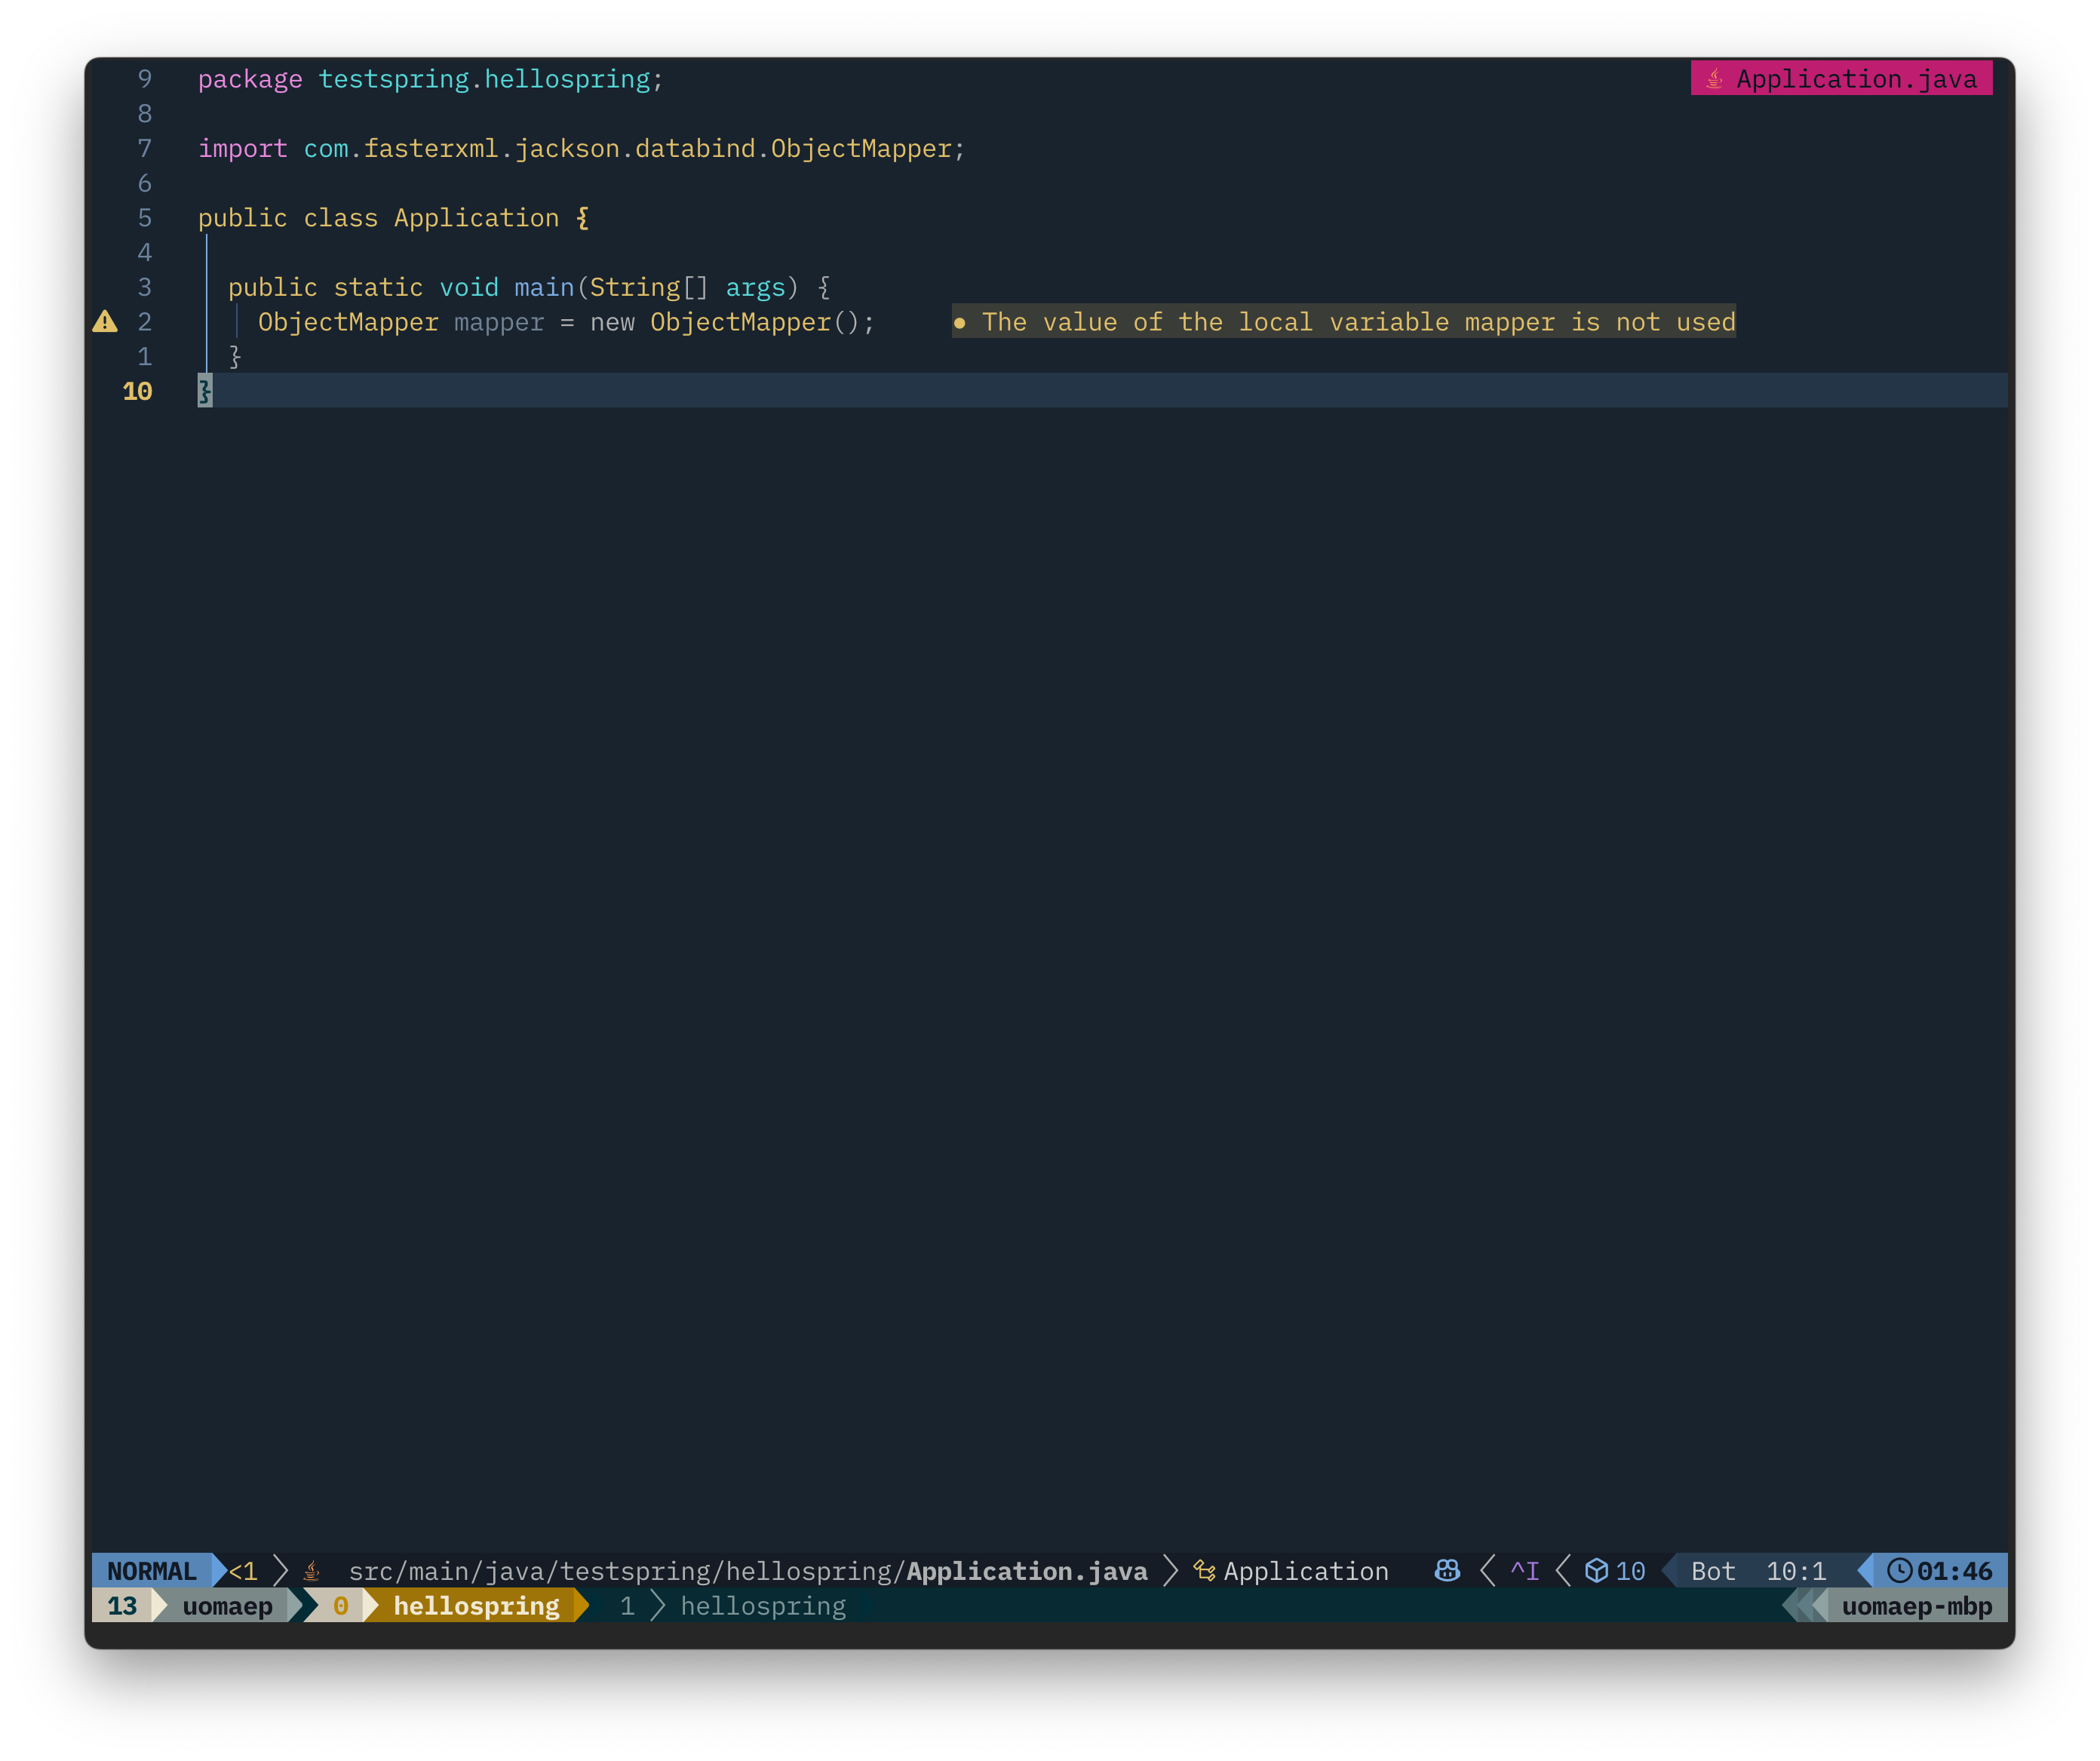 9 package testspring.hellospring; Application.java
8
7 import com.fasterxml.jackson.databind.ObjectMapper;
6
5 public class Application {
4
3 public static void main(String[] args) {
2 ObjectMapper mapper = new ObjectMapper(); ● The value of the local variable mapper is not used
1 }
10 }
NORMAL <1 src/main/java/testspring/hellospring/Application.java Application ^I 10 Bot 10:1 01:46
13 uomaep 0 hellospring 1 hellospring uomaep-mbp